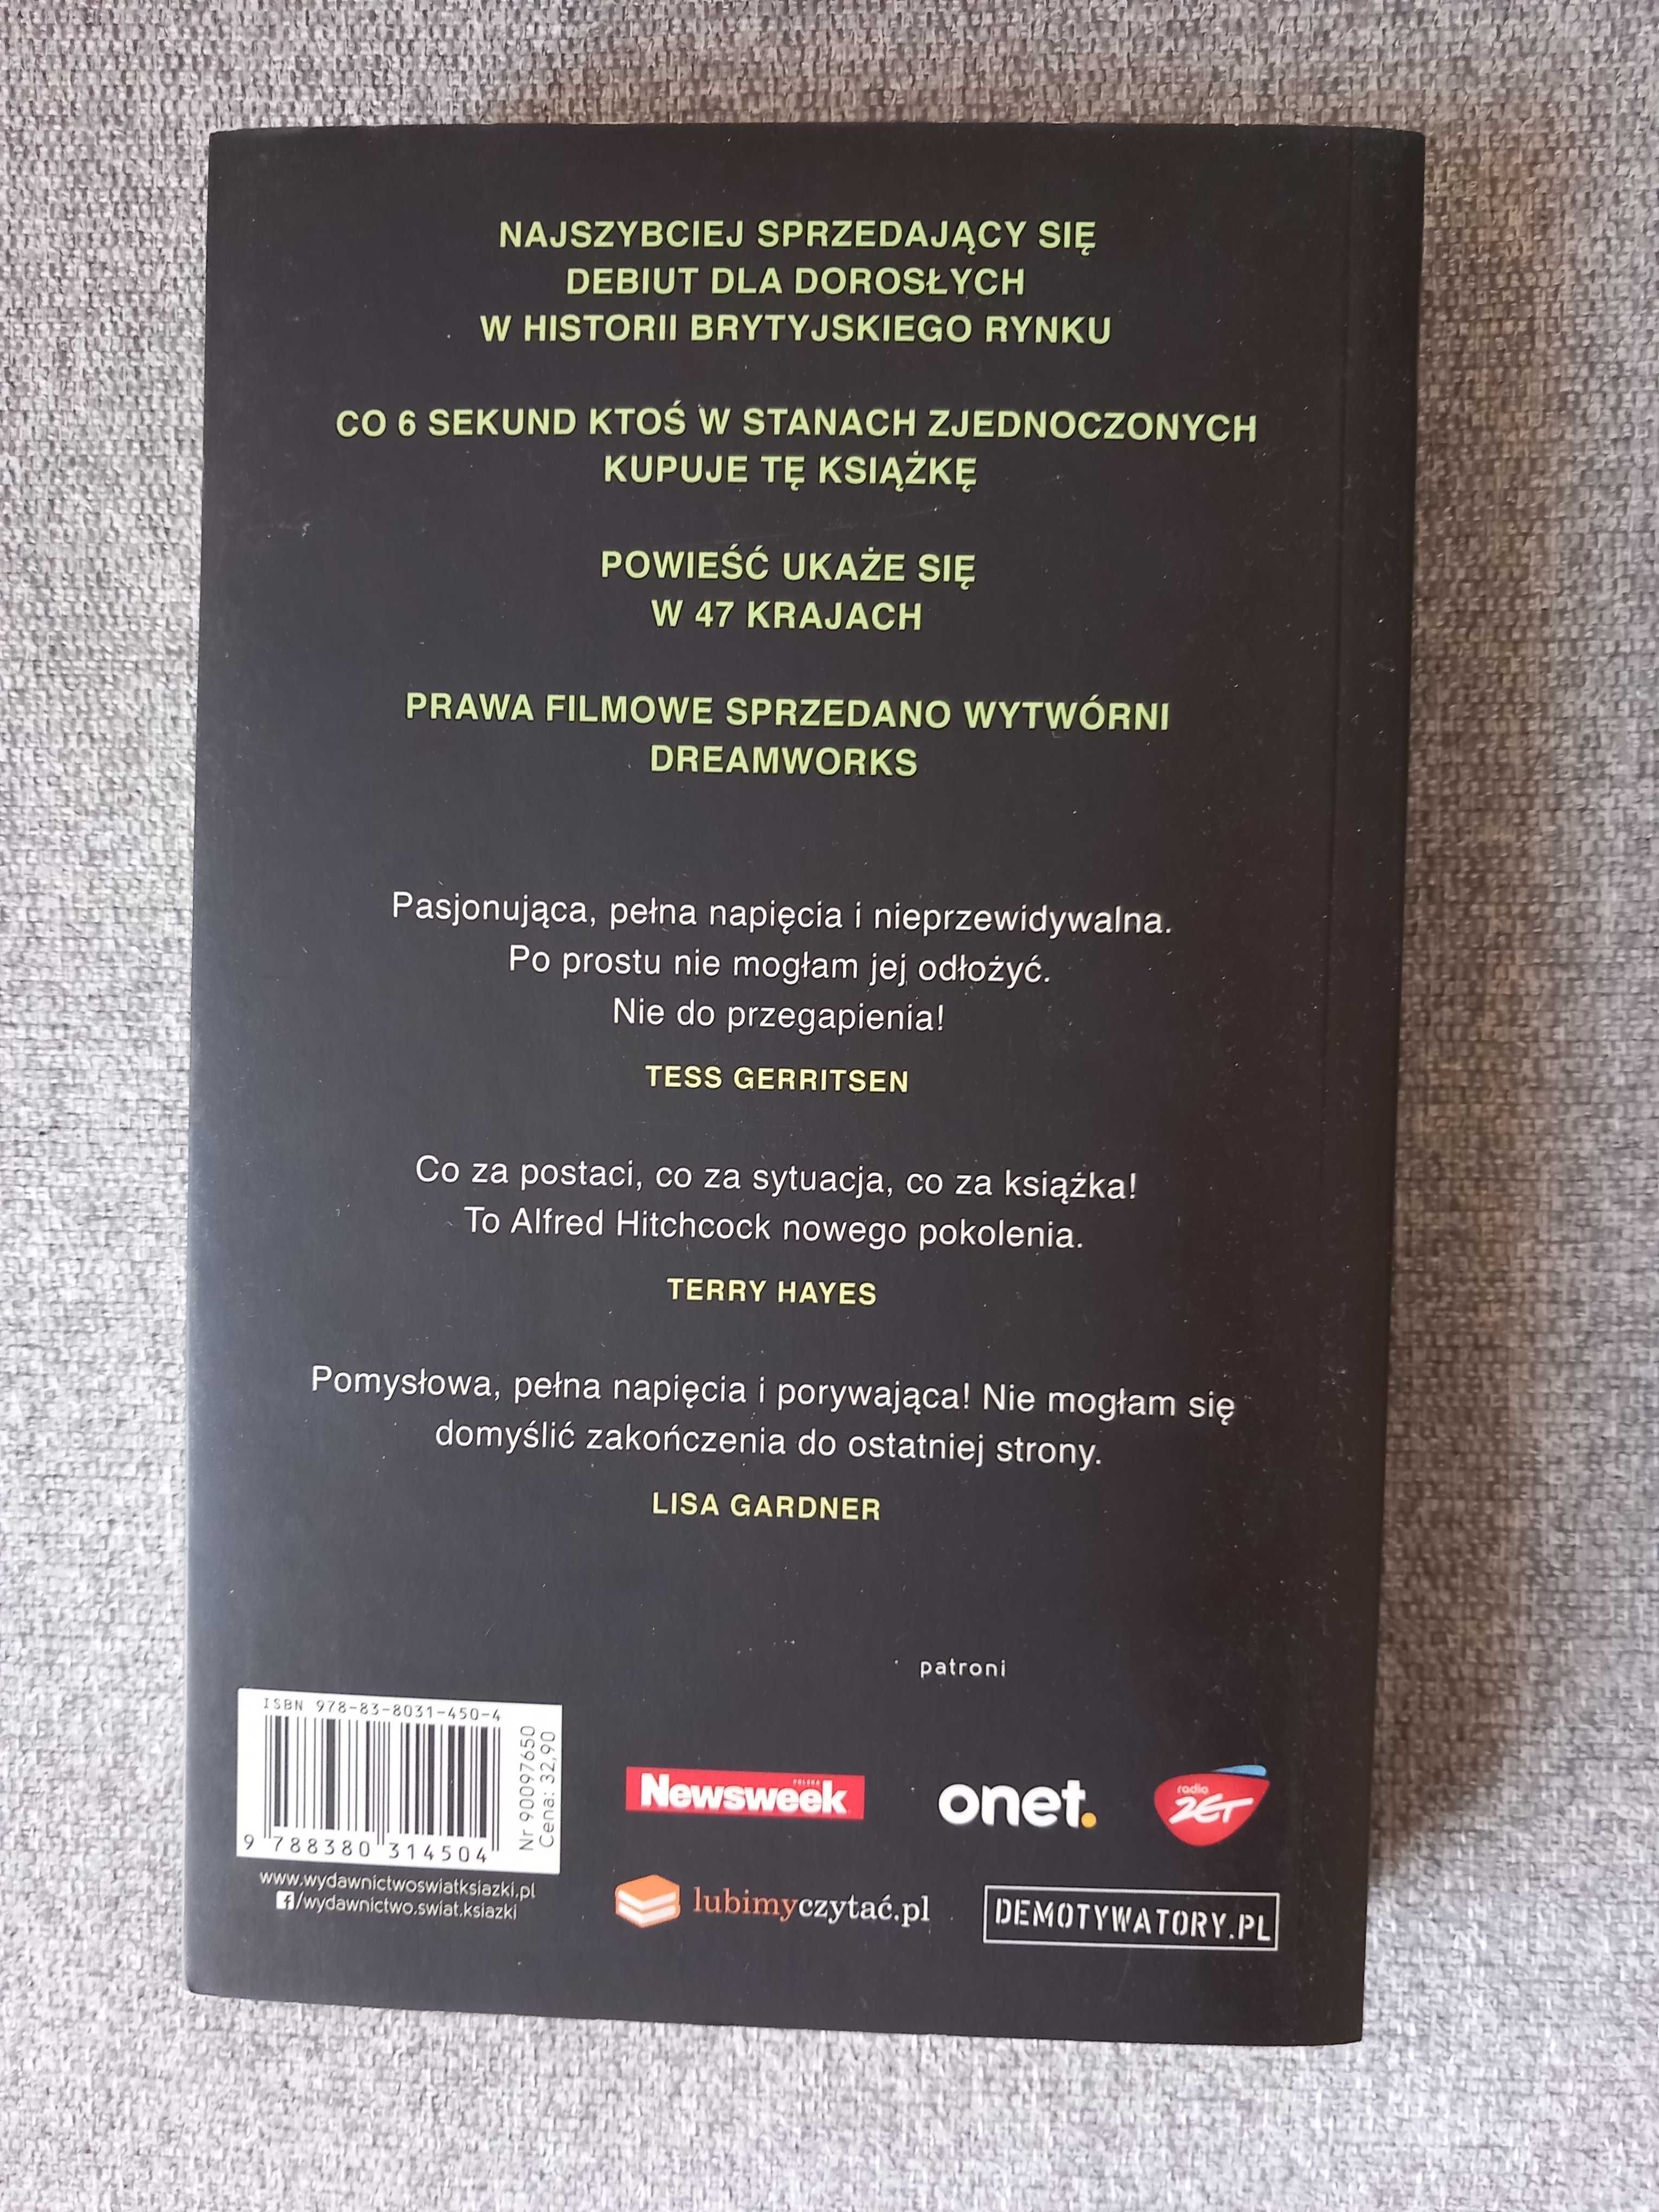 NAJSZYBCIEJ SPRZEDAJĄCY SIĘ
DEBIUT DLA DOROSŁYCH
W HISTORII BRYTYJSKIEGO RYNKU
CO 6 SEKUND KTOŚ W STANACH ZJEDNOCZONYCH
KUPUJE TĘ KSIĄŻKĘ
POWIEŚĆ UKAŻE SIĘ
W 47 KRAJACH
PRAWA FILMOWE SPRZEDANO WYTWÓRNI
DREAMWORKS
Pasjonująca, pełna napięcia i nieprzewidywalna.
Po prostu nie mogłam jej odłożyć.
Nie do przegapienia!
TESS GERRITSEN
Co za postaci, co za sytuacja, co za książka!
To Alfred Hitchcock nowego pokolenia.
TERRY HAYES
Pomysłowa, pełna napięcia i porywająca! Nie mogłam się
domyślić zakończenia do ostatniej strony.
LISA GARDNER
patroni
ISBN 978-83-8031-450-4
9 788380 314504
Nr 90097650
Cena: 32,90
www.wydawnictwoswiatksiazki.pl
f/wydawnictwo.swiat.ksiazki
Newsweek POLSKA
onet.
radio ZET
lubimyczytać.pl
DEMOTYWATORY.PL